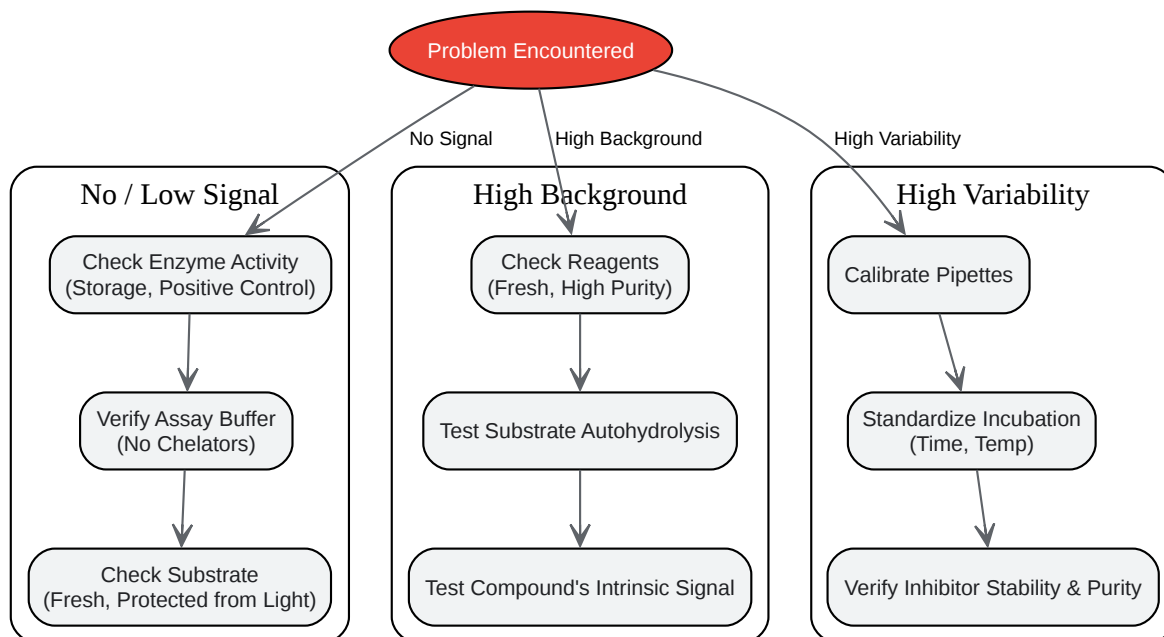 Problem Encountered
No Signal
High Background
High Variability
No / Low Signal
Check Enzyme Activity
(Storage, Positive Control)
Verify Assay Buffer
(No Chelators)
Check Substrate
(Fresh, Protected from Light)
High Background
Check Reagents
(Fresh, High Purity)
Test Substrate Autohydrolysis
Test Compound's Intrinsic Signal
High Variability
Calibrate Pipettes
Standardize Incubation
(Time, Temp)
Verify Inhibitor Stability & Purity